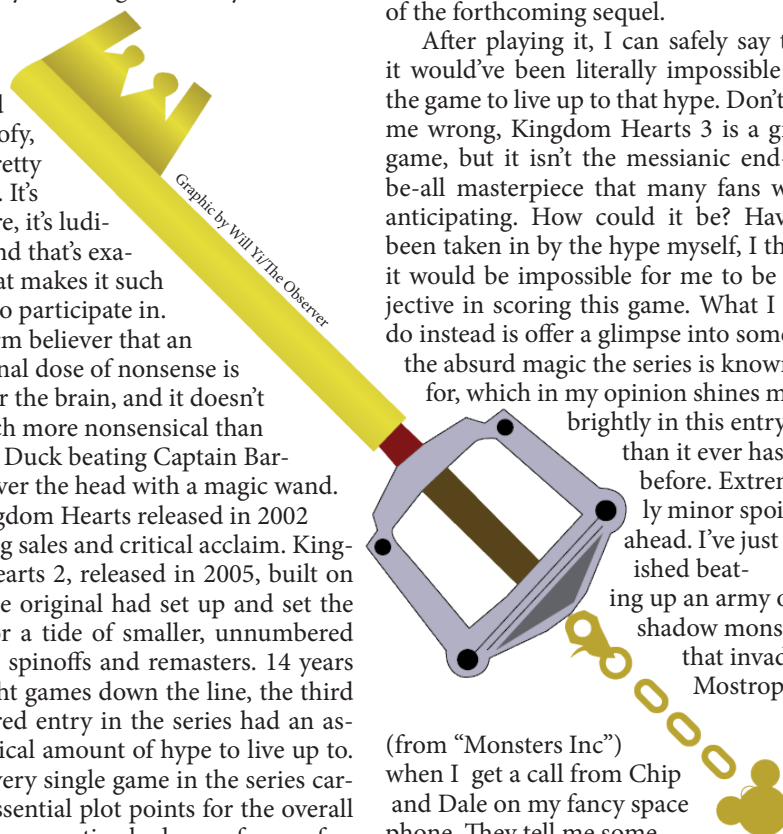 ofy,
retty
. It's
re, it's ludi-
nd that's exa-
at makes it such
o participate in.
rm believer that an
nal dose of nonsense is
r the brain, and it doesn't
ch more nonsensical than
Duck beating Captain Bar-
ver the head with a magic wand.
gdom Hearts released in 2002
g sales and critical acclaim. King-
earts 2, released in 2005, built on
e original had set up and set the
or a tide of smaller, unnumbered
spinoffs and remasters. 14 years
ht games down the line, the third
red entry in the series had an as-
ical amount of hype to live up to.
very single game in the series car-
ssential plot points for the overall
Graphic by Will Yi/The Observer
of the forthcoming sequel.
After playing it, I can safely say t
it would've been literally impossible
the game to live up to that hype. Don't
me wrong, Kingdom Hearts 3 is a g
game, but it isn't the messianic end-
be-all masterpiece that many fans w
anticipating. How could it be? Hav
been taken in by the hype myself, I th
it would be impossible for me to be
jective in scoring this game. What I
do instead is offer a glimpse into some
the absurd magic the series is known
for, which in my opinion shines m
brightly in this entry
than it ever has
before. Extrem
ly minor spoi
ahead. I've just
ished beat-
ing up an army o
shadow mons
that invad
Mostrop
(from "Monsters Inc")
when I get a call from Chip
and Dale on my fancy space
phone. They tell me some